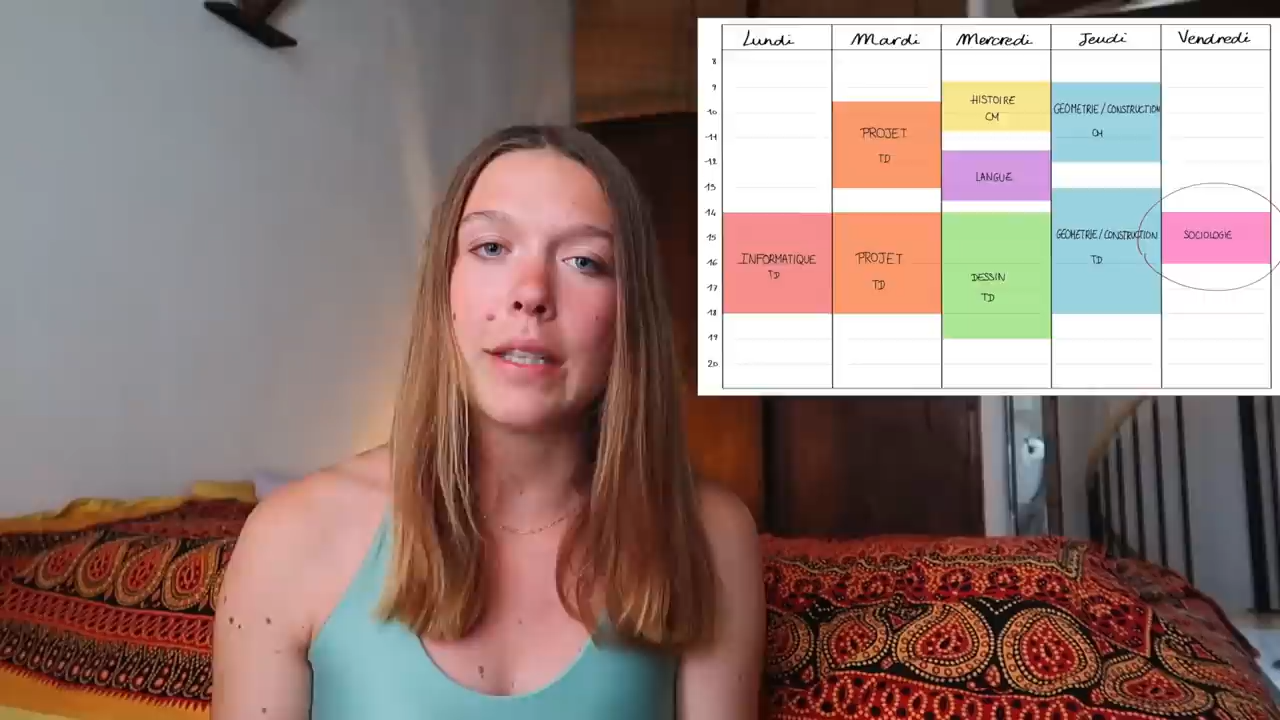 Lundi
Mardi
Mercredi
Jeudi
Vendredi
8
9
10
11
12
13
14
15
16
17
18
19
20
INFORMATIQUE
TD
PROJET
TD
PROJET
TD
HISTOIRE
CM
LANGUE
DESSIN
TD
GEOMETRIE / CONSTRUCTION
CM
GEOMETRIE / CONSTRUCTION
TD
SOCIOLOGIE